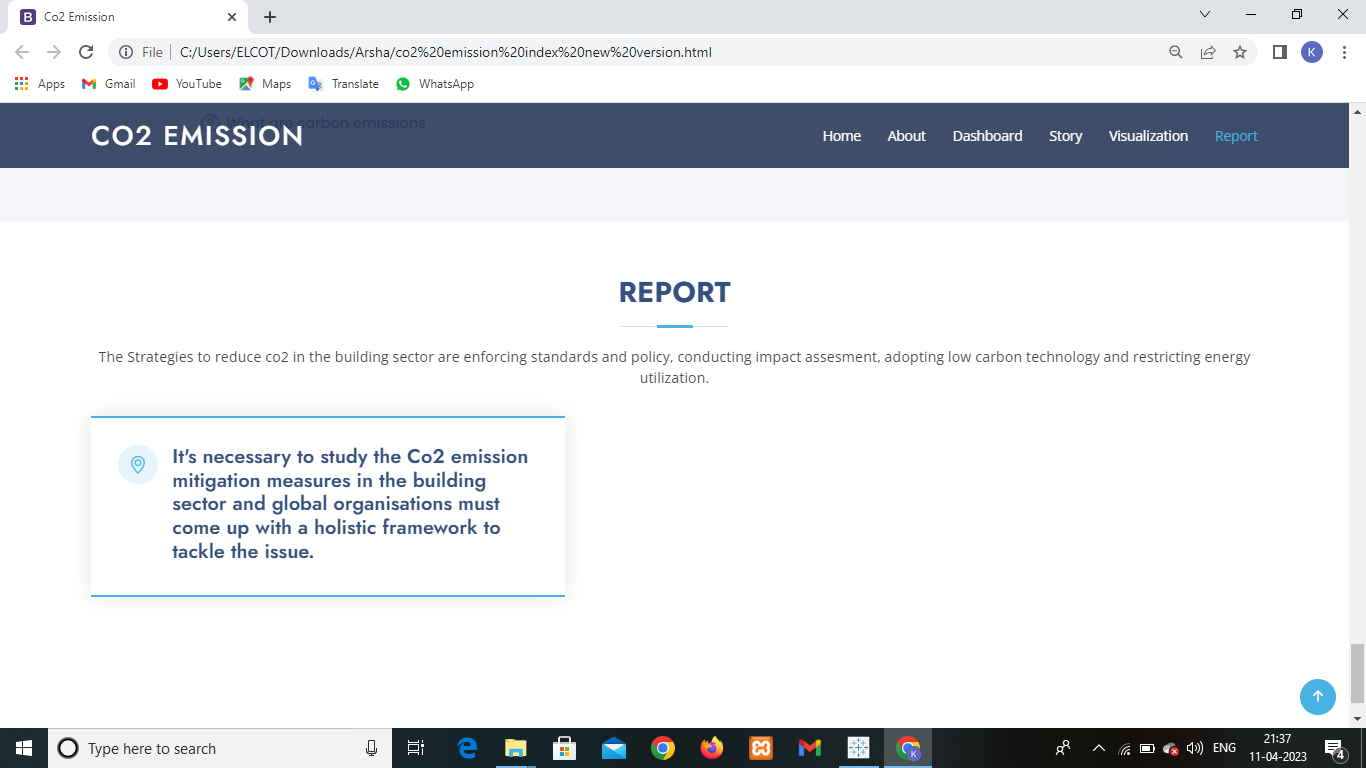 Co2 Emission
File
C:/Users/ELCOT/Downloads/Arsha/co2%20emission%20index%20new%20version.html
K
Apps
Gmail
YouTube
Maps
Translate
WhatsApp
What are carbon emissions
CO2 EMISSION
Home
About
Dashboard
Story
Visualization
Report
REPORT
The Strategies to reduce co2 in the building sector are enforcing standards and policy, conducting impact assesment, adopting low carbon technology and restricting energy
utilization.
It's necessary to study the Co2 emission
mitigation measures in the building
sector and global organisations must
come up with a holistic framework to
tackle the issue.
Type here to search
K
ENG
21:37
11-04-2023
4